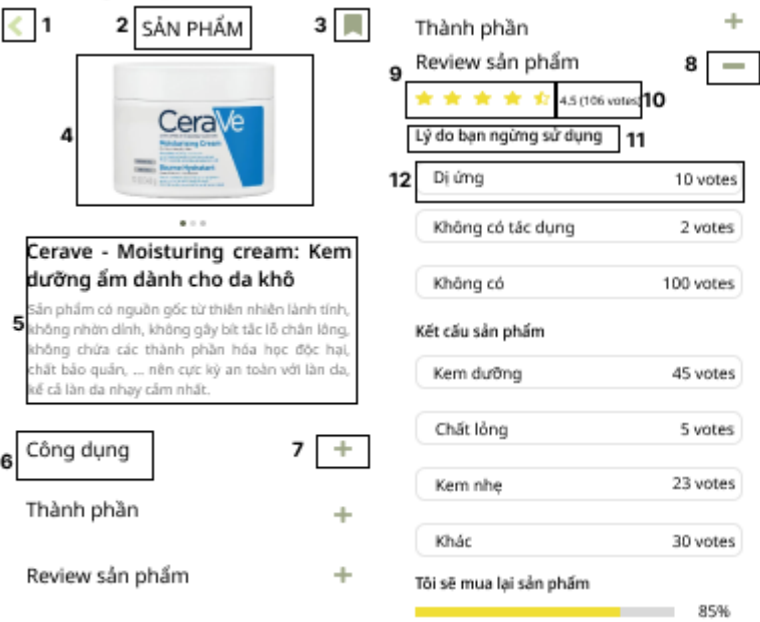 1
2
SẢN PHẨM
3
4
CeraVe
Moisturizing Cream
Baume Hydratant
Cerave - Moisturing cream: Kem
dưỡng ẩm dành cho da khô
5
Sản phẩm có nguồn gốc từ thiên nhiên lành tính,
không nhờn dính, không gây bít tắc lỗ chân lông,
không chứa các thành phần hóa học độc hại,
chất bảo quản, ... nên cực kỳ an toàn với làn da,
kể cả làn da nhạy cảm nhất.
6
Công dụng
7
+
Thành phần
+
Review sản phẩm
+
Thành phần
+
Review sản phẩm
8
9
4.5 (106 votes)
10
Lý do bạn ngừng sử dụng
11
12
Dị ứng
10 votes
Không có tác dụng
2 votes
Không có
100 votes
Kết cấu sản phẩm
Kem dưỡng
45 votes
Chất lỏng
5 votes
Kem nhẹ
23 votes
Khác
30 votes
Tôi sẽ mua lại sản phẩm
85%